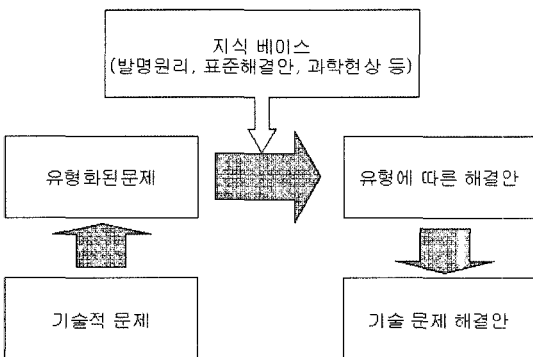 지식 베이스
(발명원리, 표준해결안, 과학현상 등)
유형화된문제
유형에 따른 해결안
기술적 문제
기술 문제 해결안